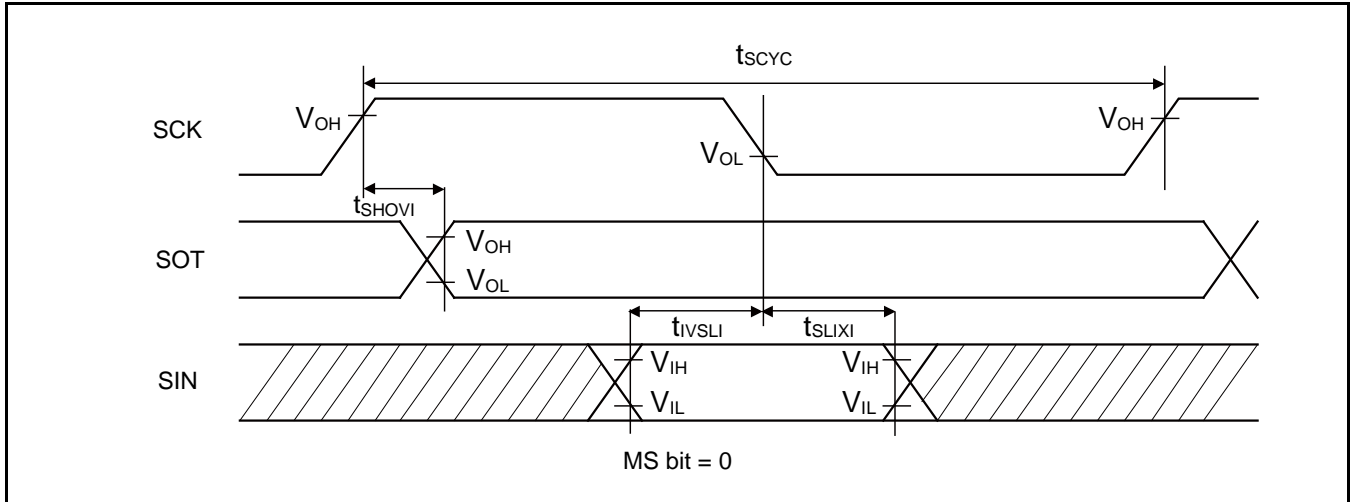 tSCYC
SCK
VOH
VOL
VOH
tSHOVI
SOT
VOH
VOL
tIVSLI
tSLIXI
SIN
VIH
VIH
VIL
VIL
MS bit = 0